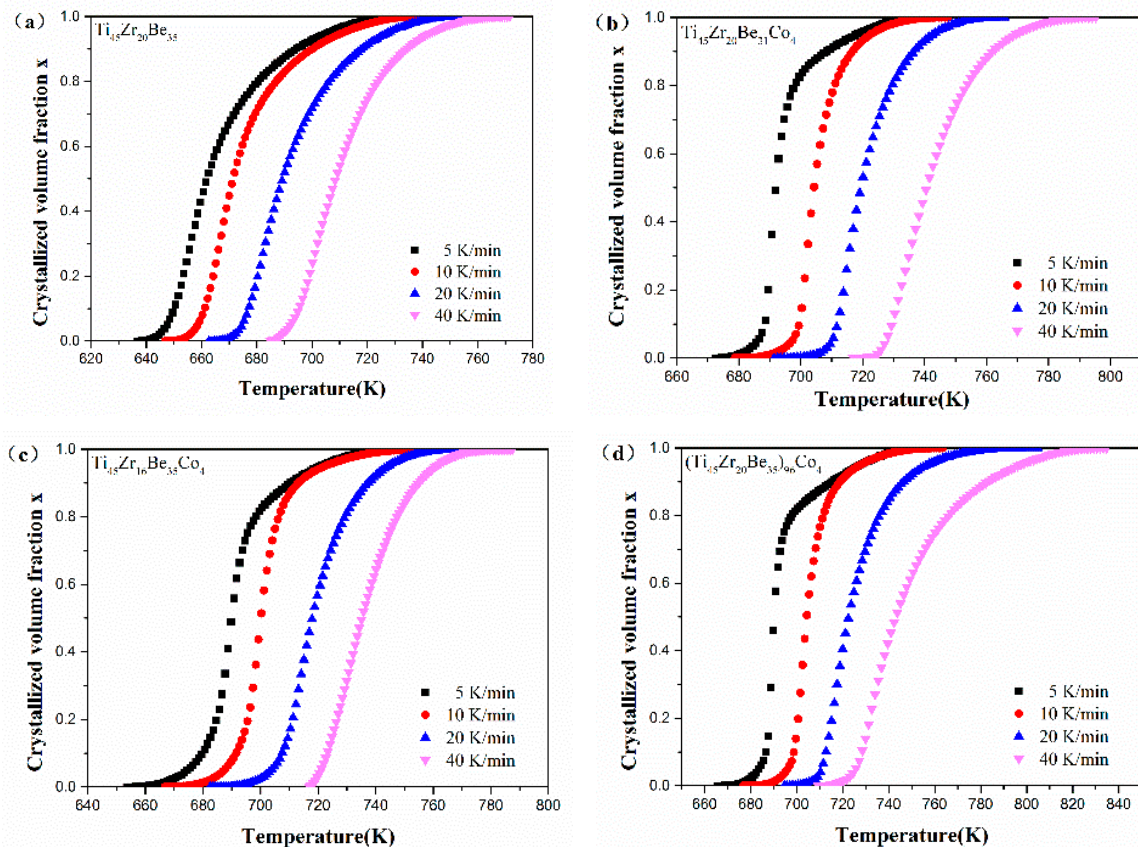 (a)
Ti45Zr20Be35
Crystallized volume fraction x
1.0
0.8
0.6
0.4
0.2
0.0
5 K/min
10 K/min
20 K/min
40 K/min
620 640 660 680 700 720 740 760 780
Temperature(K)
(b)
Ti45Zr20Be31Co4
Crystallized volume fraction x
1.0
0.8
0.6
0.4
0.2
0.0
5 K/min
10 K/min
20 K/min
40 K/min
660 680 700 720 740 760 780 800
Temperature(K)
(c)
Ti45Zr16Be35Co4
Crystallized volume fraction x
1.0
0.8
0.6
0.4
0.2
0.0
5 K/min
10 K/min
20 K/min
40 K/min
640 660 680 700 720 740 760 780 800
Temperature(K)
(d)
(Ti45Zr20Be35)96Co4
Crystallized volume fraction x
1.0
0.8
0.6
0.4
0.2
0.0
5 K/min
10 K/min
20 K/min
40 K/min
660 680 700 720 740 760 780 800 820 840
Temperature(K)